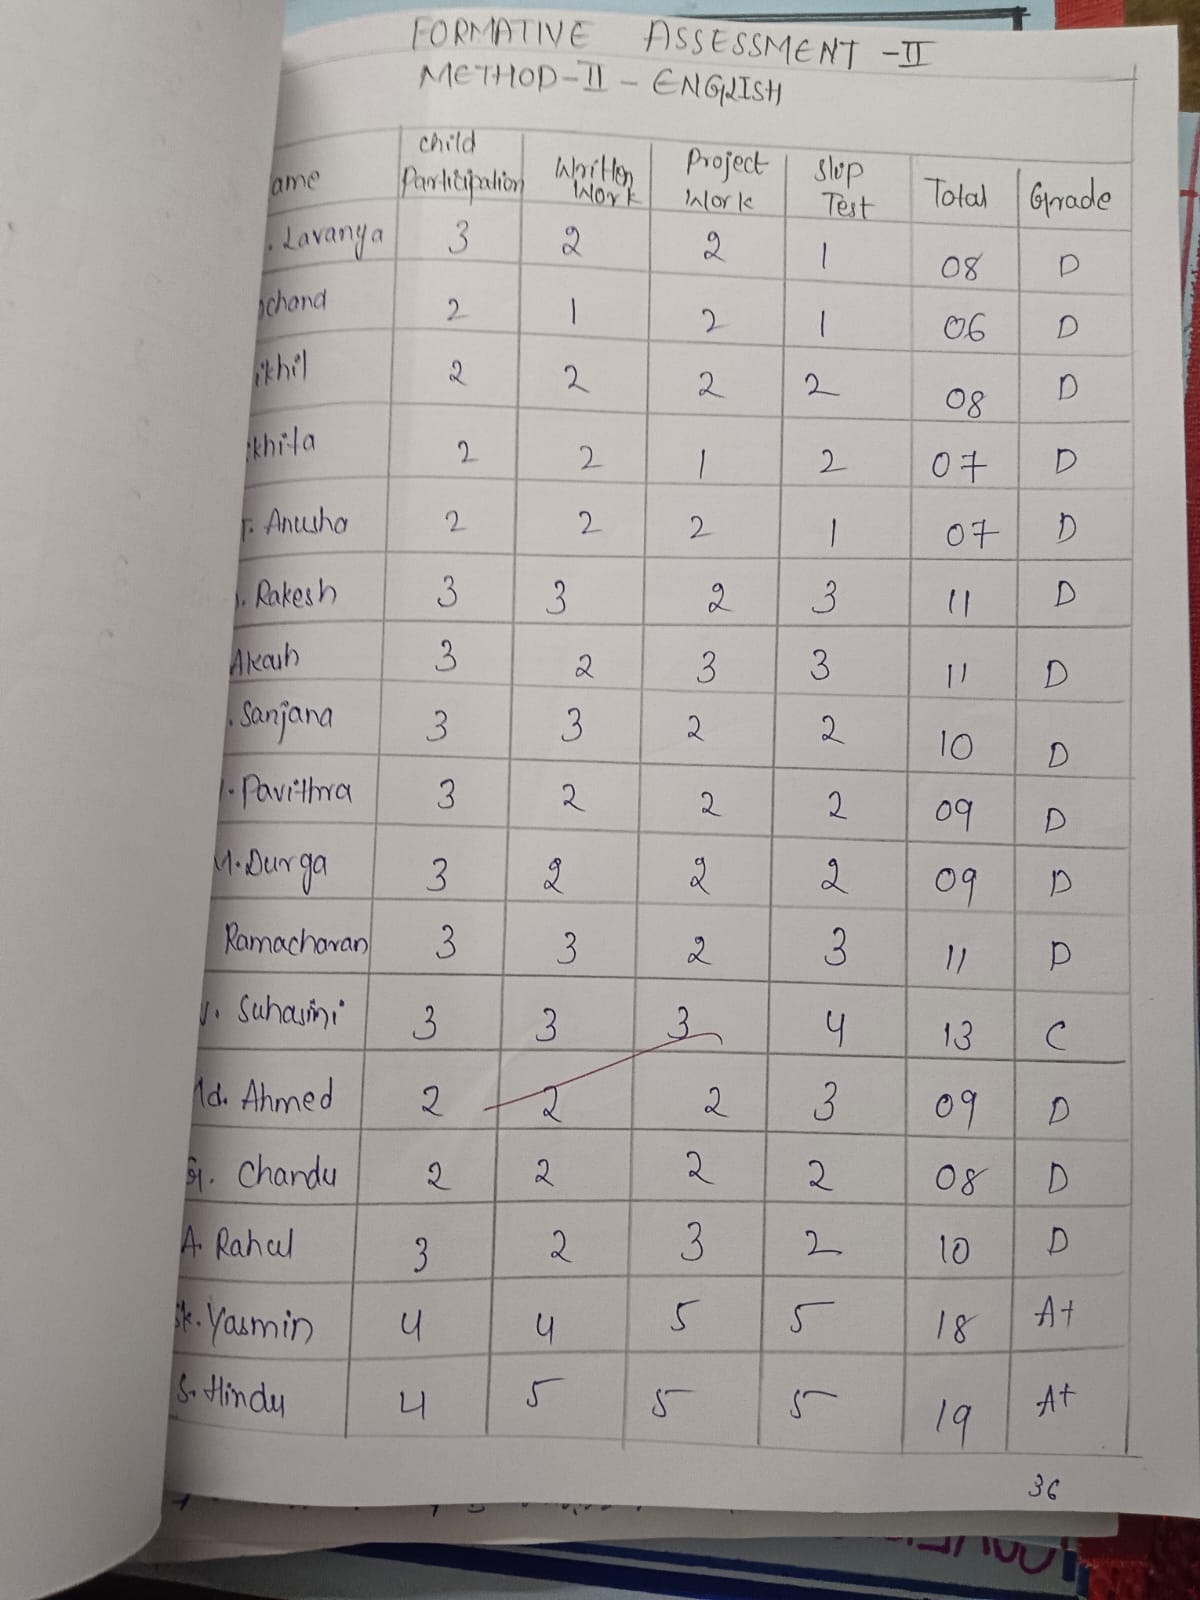 FORMATIVE ASSESSMENT -II
METHOD-II - ENGLISH
ame child Participation Written Work Project Work Slip Test Total Grade
. Lavanya 3 2 2 1 08 D
chand 2 1 2 1 06 D
ikhil 2 2 2 2 08 D
khita 2 2 1 2 07 D
. Anusha 2 2 2 1 07 D
. Rakesh 3 3 2 3 11 D
Akash 3 2 3 3 11 D
. Sanjana 3 3 2 2 10 D
. Pavithra 3 2 2 2 09 D
M. Durga 3 2 2 2 09 D
Ramacharan 3 3 2 3 11 D
. Suhasini 3 3 3 4 13 C
Md. Ahmed 2 2 2 3 09 D
G. Chandu 2 2 2 2 08 D
A. Rahul 3 2 3 2 10 D
Sk. Yasmin 4 4 5 5 18 A+
S. Hindu 4 5 5 5 19 A+
36